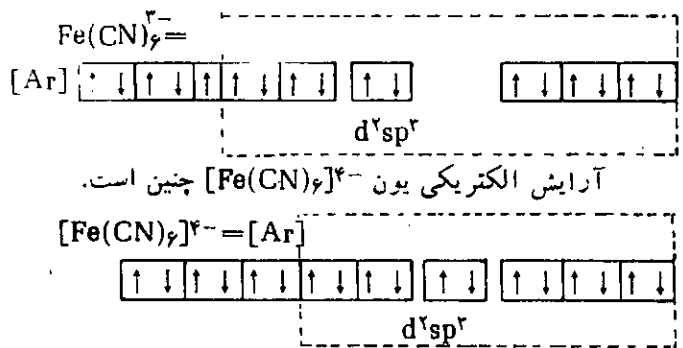 Fe(CN)₆³⁻=
[Ar] ↑↓ ↑↓ ↑ ↑↓ ↑↓ ↑↓ ↑↓ ↑↓ ↑↓
d²sp³
آرایش الکتریکی یون [Fe(CN)₆]⁴⁻ چنین است.
[Fe(CN)₆]⁴⁻=[Ar]
↑↓ ↑↓ ↑↓ ↑↓ ↑↓ ↑↓ ↑↓ ↑↓ ↑↓
d²sp³